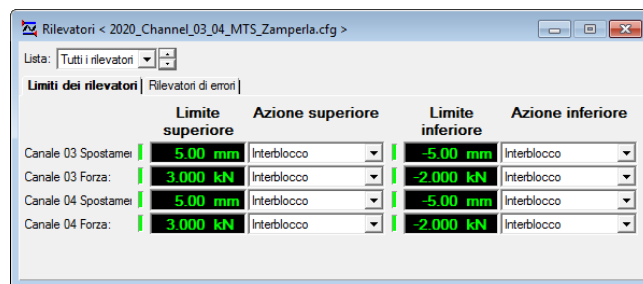 Rilevatori < 2020_Channel_03_04_MTS_Zamperla.cfg >
Lista: Tutti i rilevatori
Limiti dei rilevatori Rilevatori di errori
Limite superiore Azione superiore Limite inferiore Azione inferiore
Canale 03 Spostamer 5.00 mm Interblocco -5.00 mm Interblocco
Canale 03 Forza: 3.000 kN Interblocco -2.000 kN Interblocco
Canale 04 Spostamer 5.00 mm Interblocco -5.00 mm Interblocco
Canale 04 Forza: 3.000 kN Interblocco -2.000 kN Interblocco